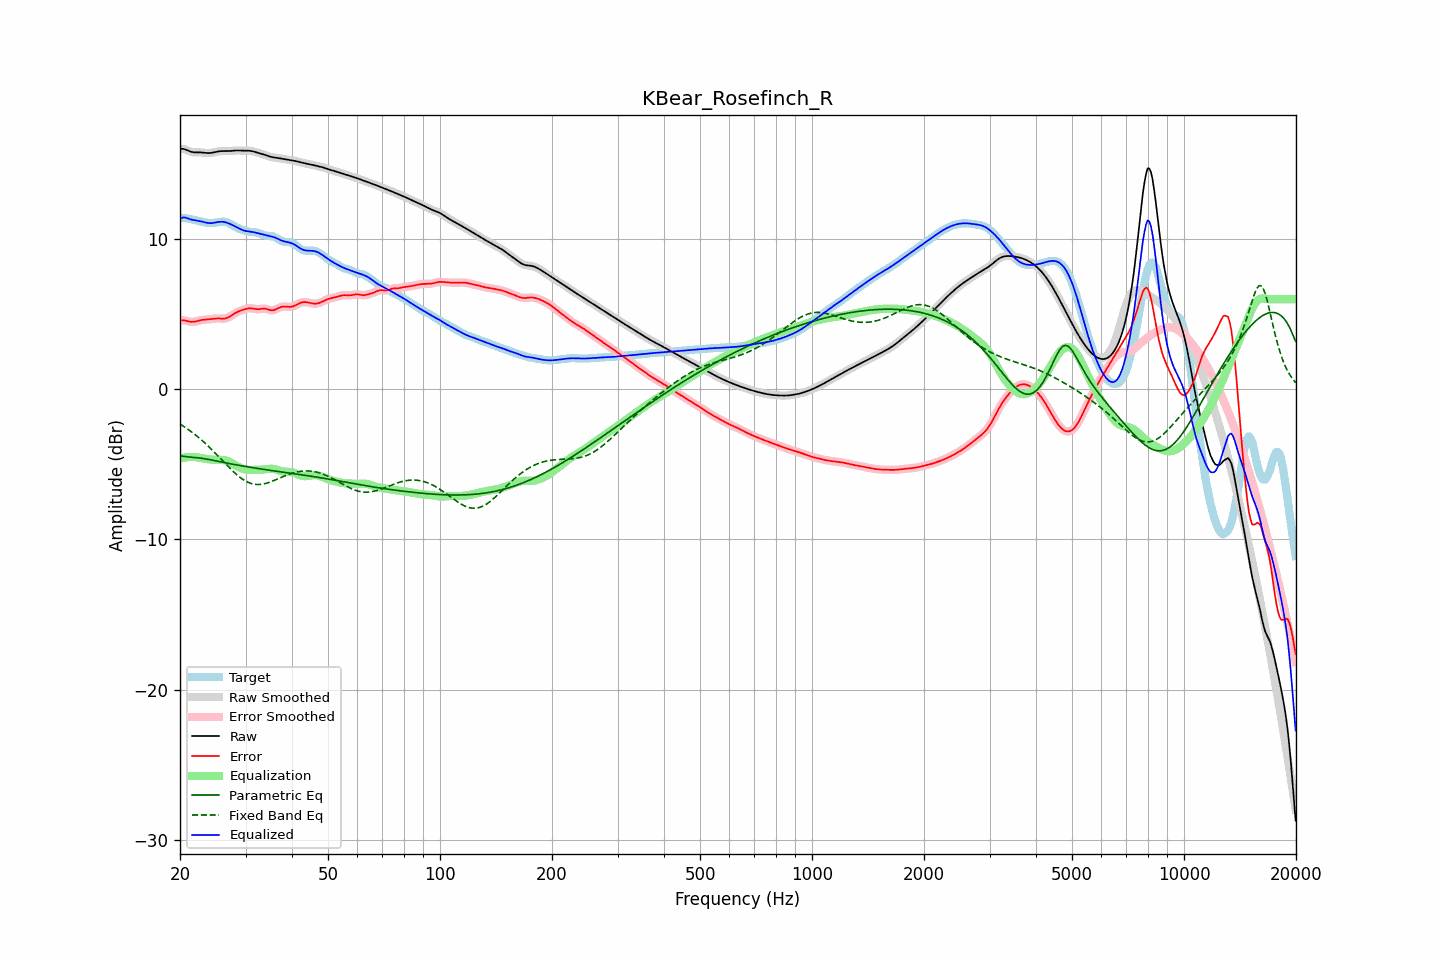 KBear_Rosefinch_R
Amplitude (dBr)
10
0
−10
−20
−30
Target
Raw Smoothed
Error Smoothed
Raw
Error
Equalization
Parametric Eq
Fixed Band Eq
Equalized
20 50 100 200 500 1000 2000 5000 10000 20000
Frequency (Hz)